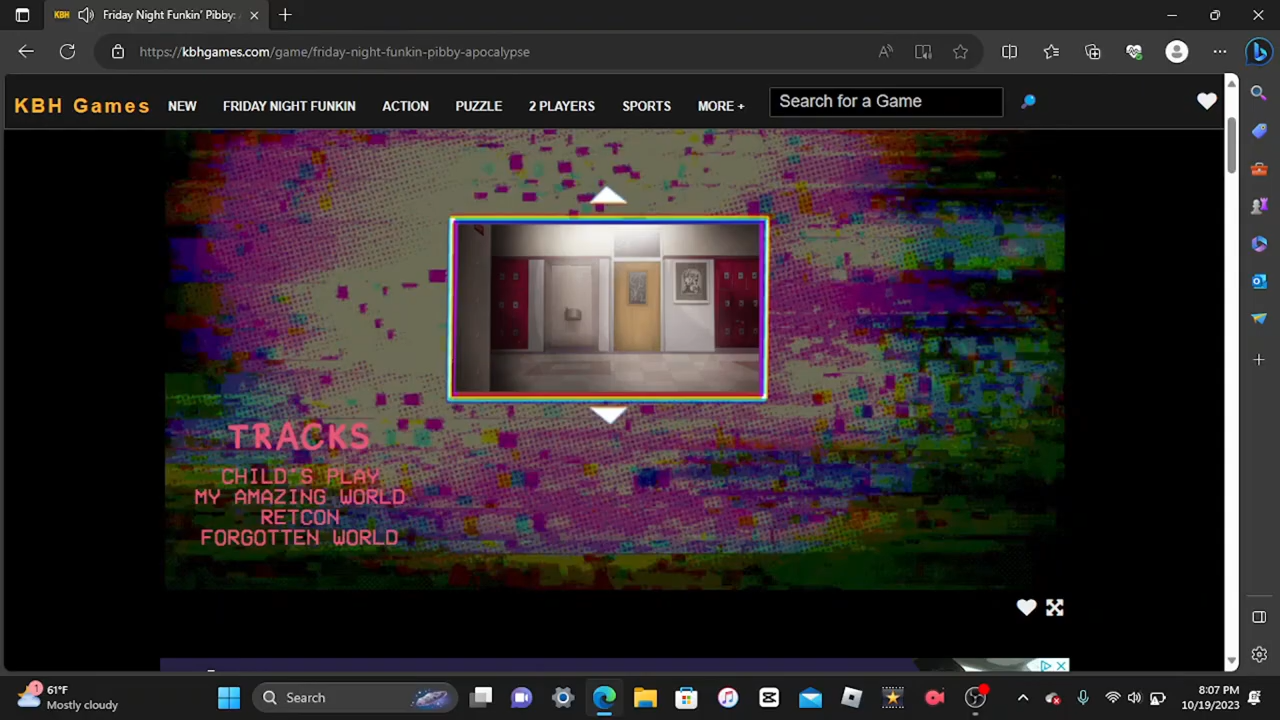 KBH
Friday Night Funkin' Pibby:
https://kbhgames.com/game/friday-night-funkin-pibby-apocalypse
KBH Games
NEW
FRIDAY NIGHT FUNKIN
ACTION
PUZZLE
2 PLAYERS
SPORTS
MORE +
Search for a Game
TRACKS
CHILD'S PLAY
MY AMAZING WORLD
RETCON
FORGOTTEN WORLD
1
61°F
Mostly cloudy
Search
8:07 PM
10/19/2023